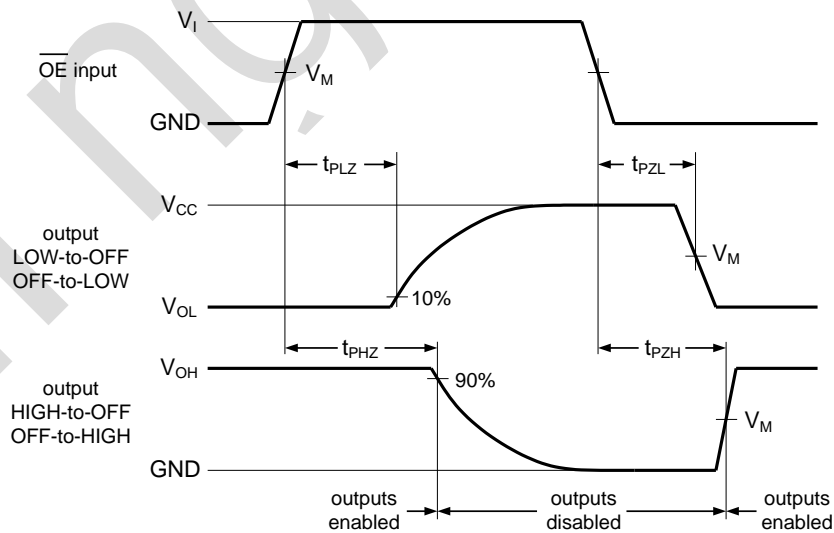 V_I
OE input
V_M
GND
t_PLZ
t_PZL
V_CC
output
LOW-to-OFF
OFF-to-LOW
V_M
10%
V_OL
t_PHZ
t_PZH
V_OH
90%
output
HIGH-to-OFF
OFF-to-HIGH
V_M
GND
outputs
enabled
outputs
disabled
outputs
enabled